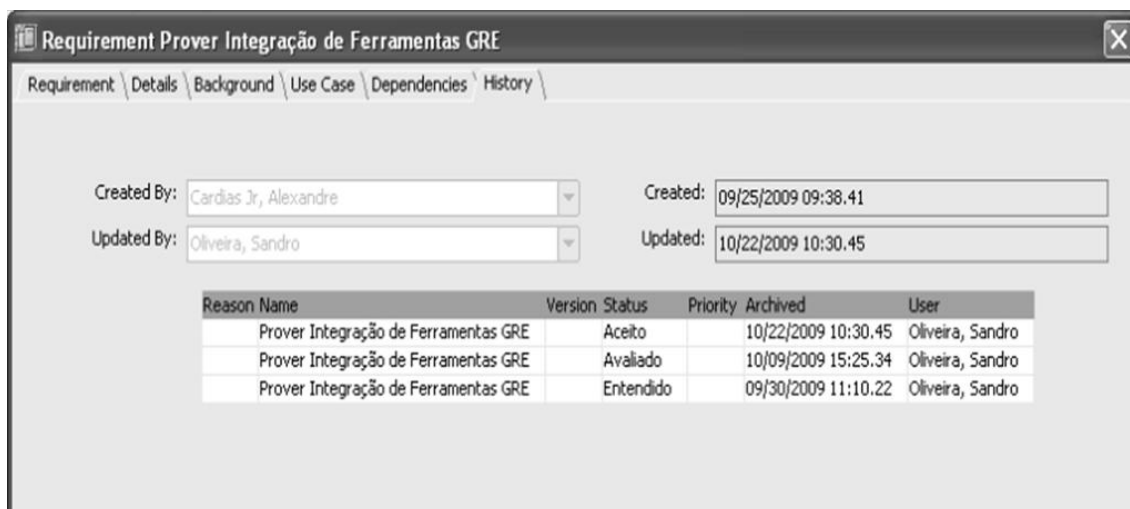 Requirement Prover Integração de Ferramentas GRE
Requirement \ Details \ Background \ Use Case \ Dependencies \ History \
Created By: Cardias Jr, Alexandre Created: 09/25/2009 09:38.41
Updated By: Oliveira, Sandro Updated: 10/22/2009 10:30.45
Reason Name Version Status Priority Archived User
Prover Integração de Ferramentas GRE Aceito 10/22/2009 10:30.45 Oliveira, Sandro
Prover Integração de Ferramentas GRE Avaliado 10/09/2009 15:25.34 Oliveira, Sandro
Prover Integração de Ferramentas GRE Entendido 09/30/2009 11:10.22 Oliveira, Sandro